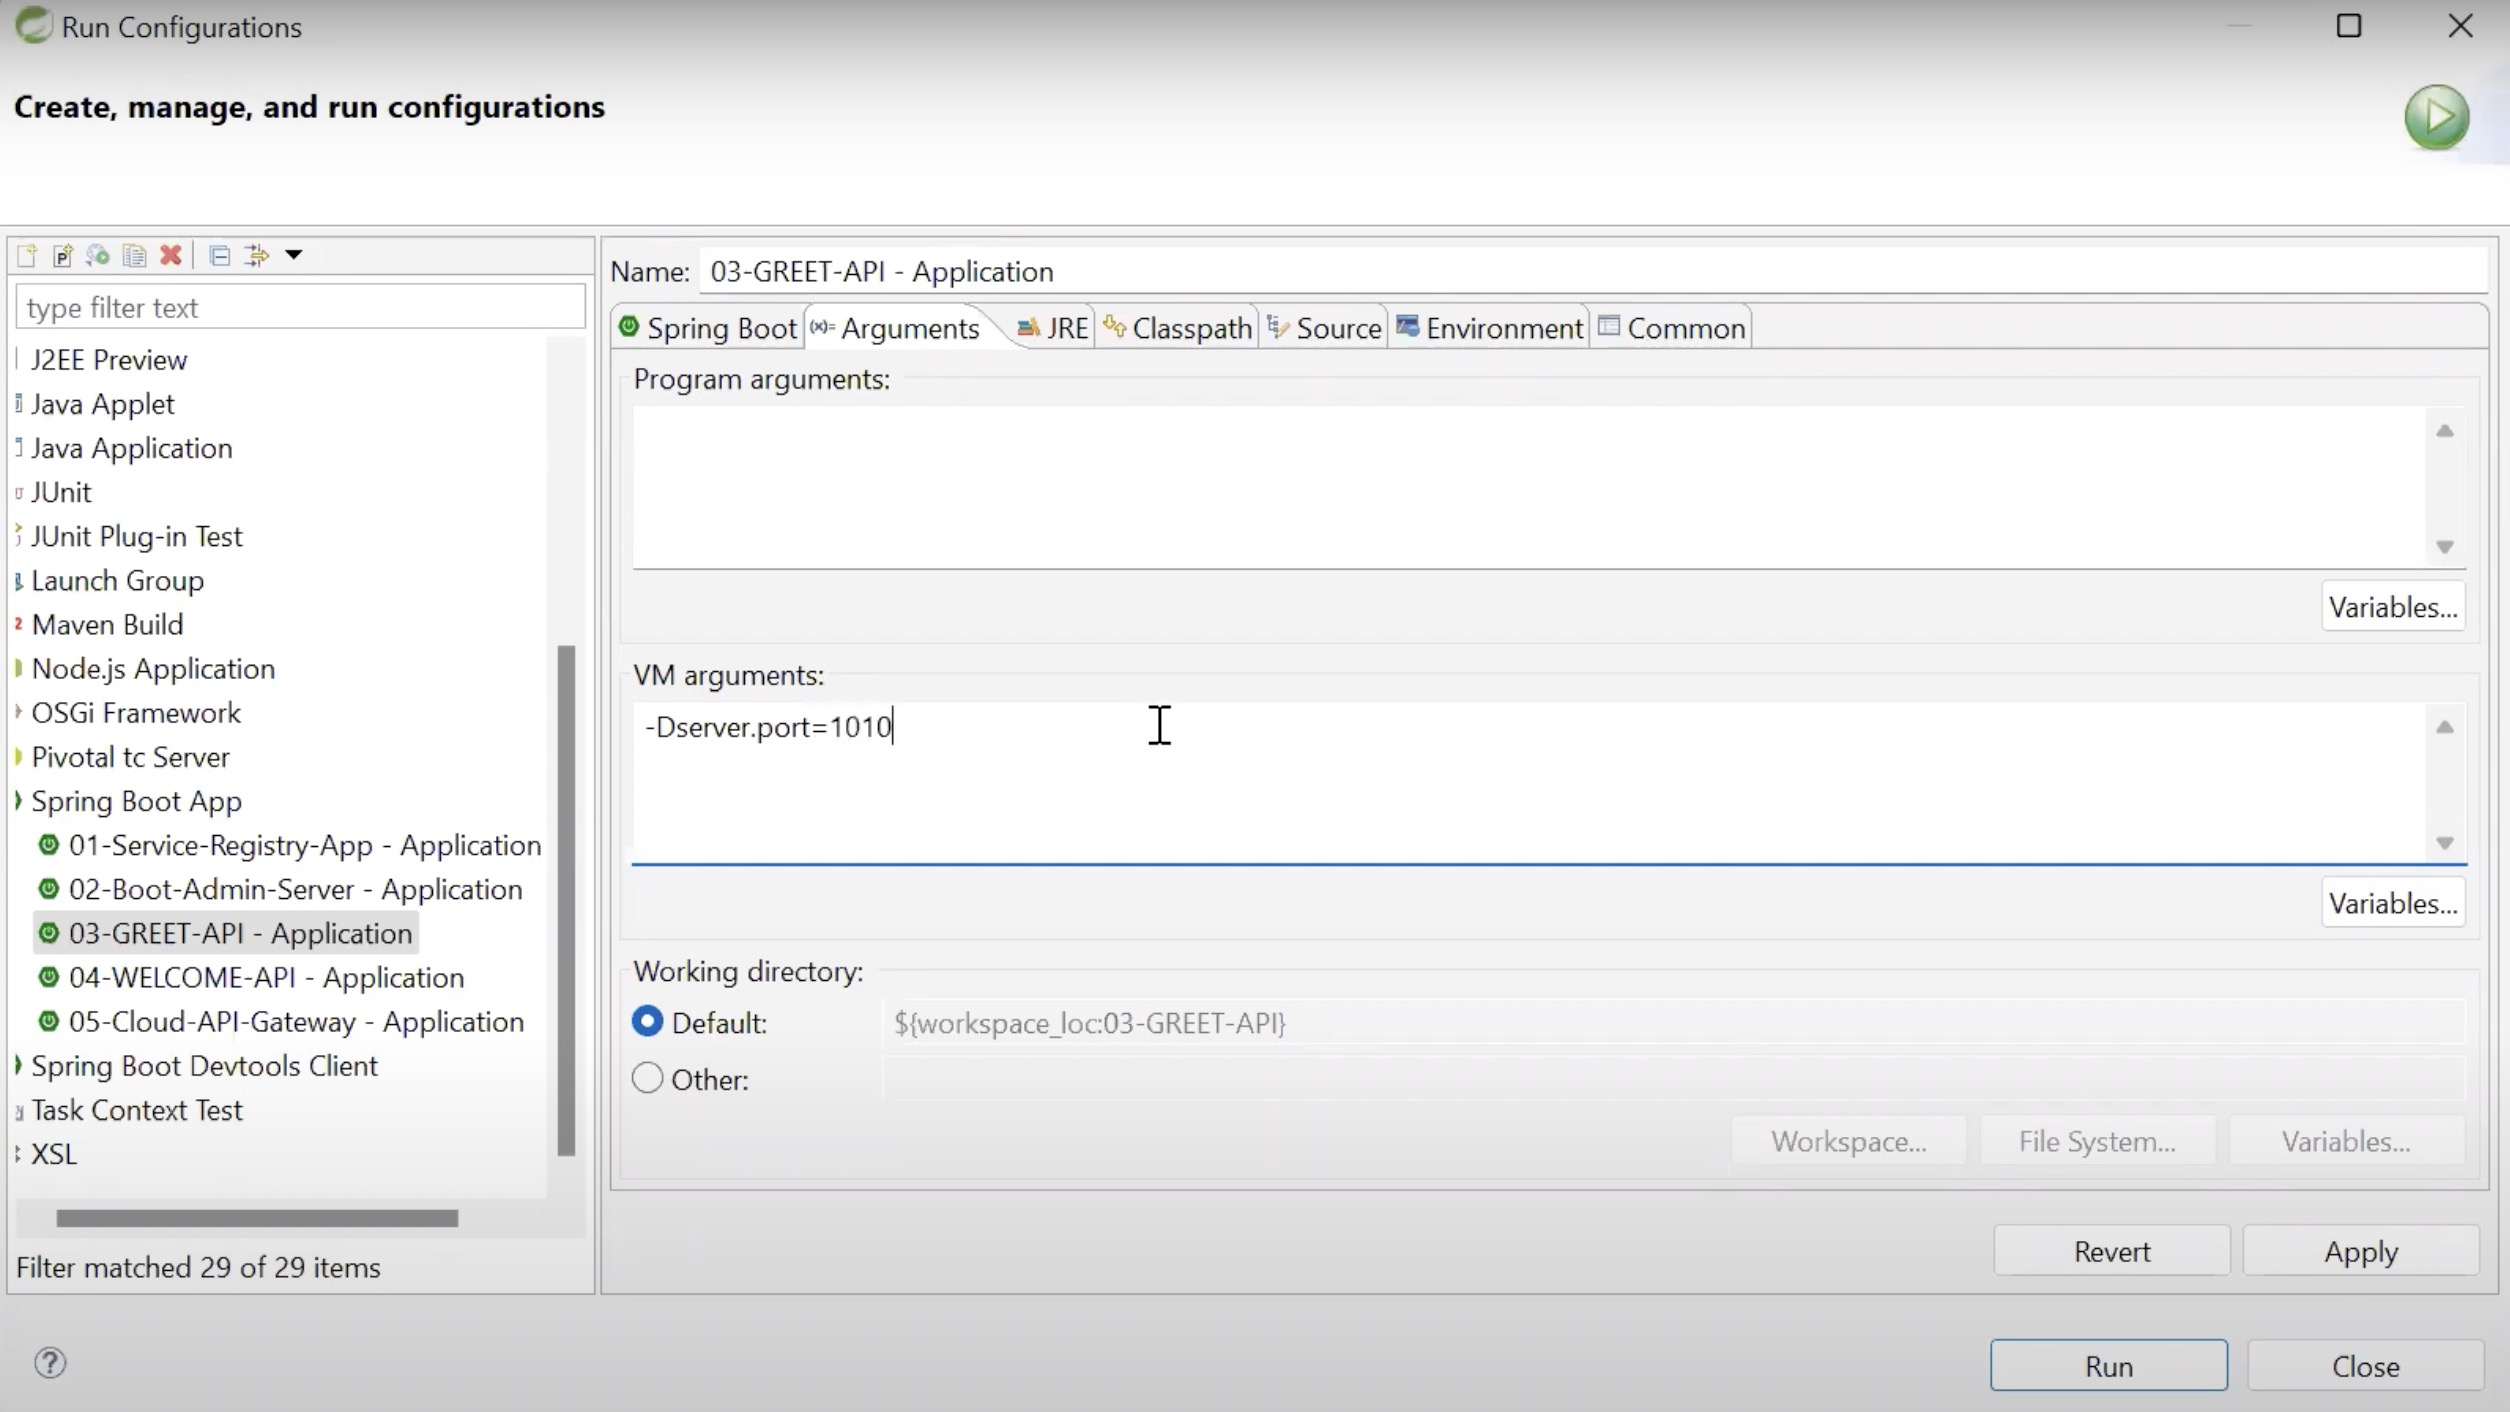 Run Configurations
Create, manage, and run configurations
type filter text
J2EE Preview
Java Applet
Java Application
JUnit
JUnit Plug-in Test
Launch Group
Maven Build
Node.js Application
OSGi Framework
Pivotal tc Server
Spring Boot App
01-Service-Registry-App - Application
02-Boot-Admin-Server - Application
03-GREET-API - Application
04-WELCOME-API - Application
05-Cloud-API-Gateway - Application
Spring Boot Devtools Client
Task Context Test
XSL
Filter matched 29 of 29 items
Name: 03-GREET-API - Application
Spring Boot (x)= Arguments JRE Classpath Source Environment Common
Program arguments:
Variables...
VM arguments:
-Dserver.port=1010
Variables...
Working directory:
Default: ${workspace_loc:03-GREET-API}
Other:
Workspace... File System... Variables...
Revert Apply
? Run Close